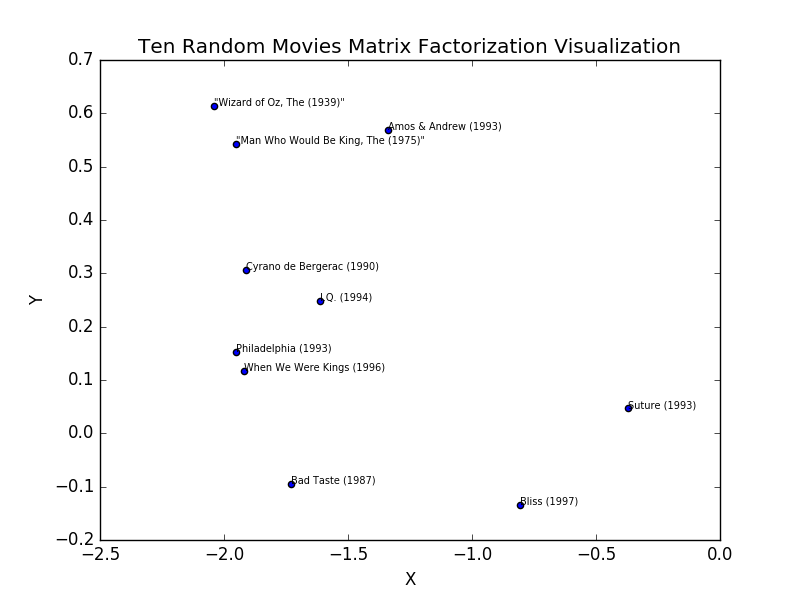 Ten Random Movies Matrix Factorization Visualization
0.7
0.6
0.5
0.4
0.3
0.2
0.1
0.0
−0.1
−0.2
Y
"Wizard of Oz, The (1939)"
Amos & Andrew (1993)
"Man Who Would Be King, The (1975)"
Cyrano de Bergerac (1990)
I.Q. (1994)
Philadelphia (1993)
When We Were Kings (1996)
Suture (1993)
Bad Taste (1987)
Bliss (1997)
−2.5 −2.0 −1.5 −1.0 −0.5 0.0
X